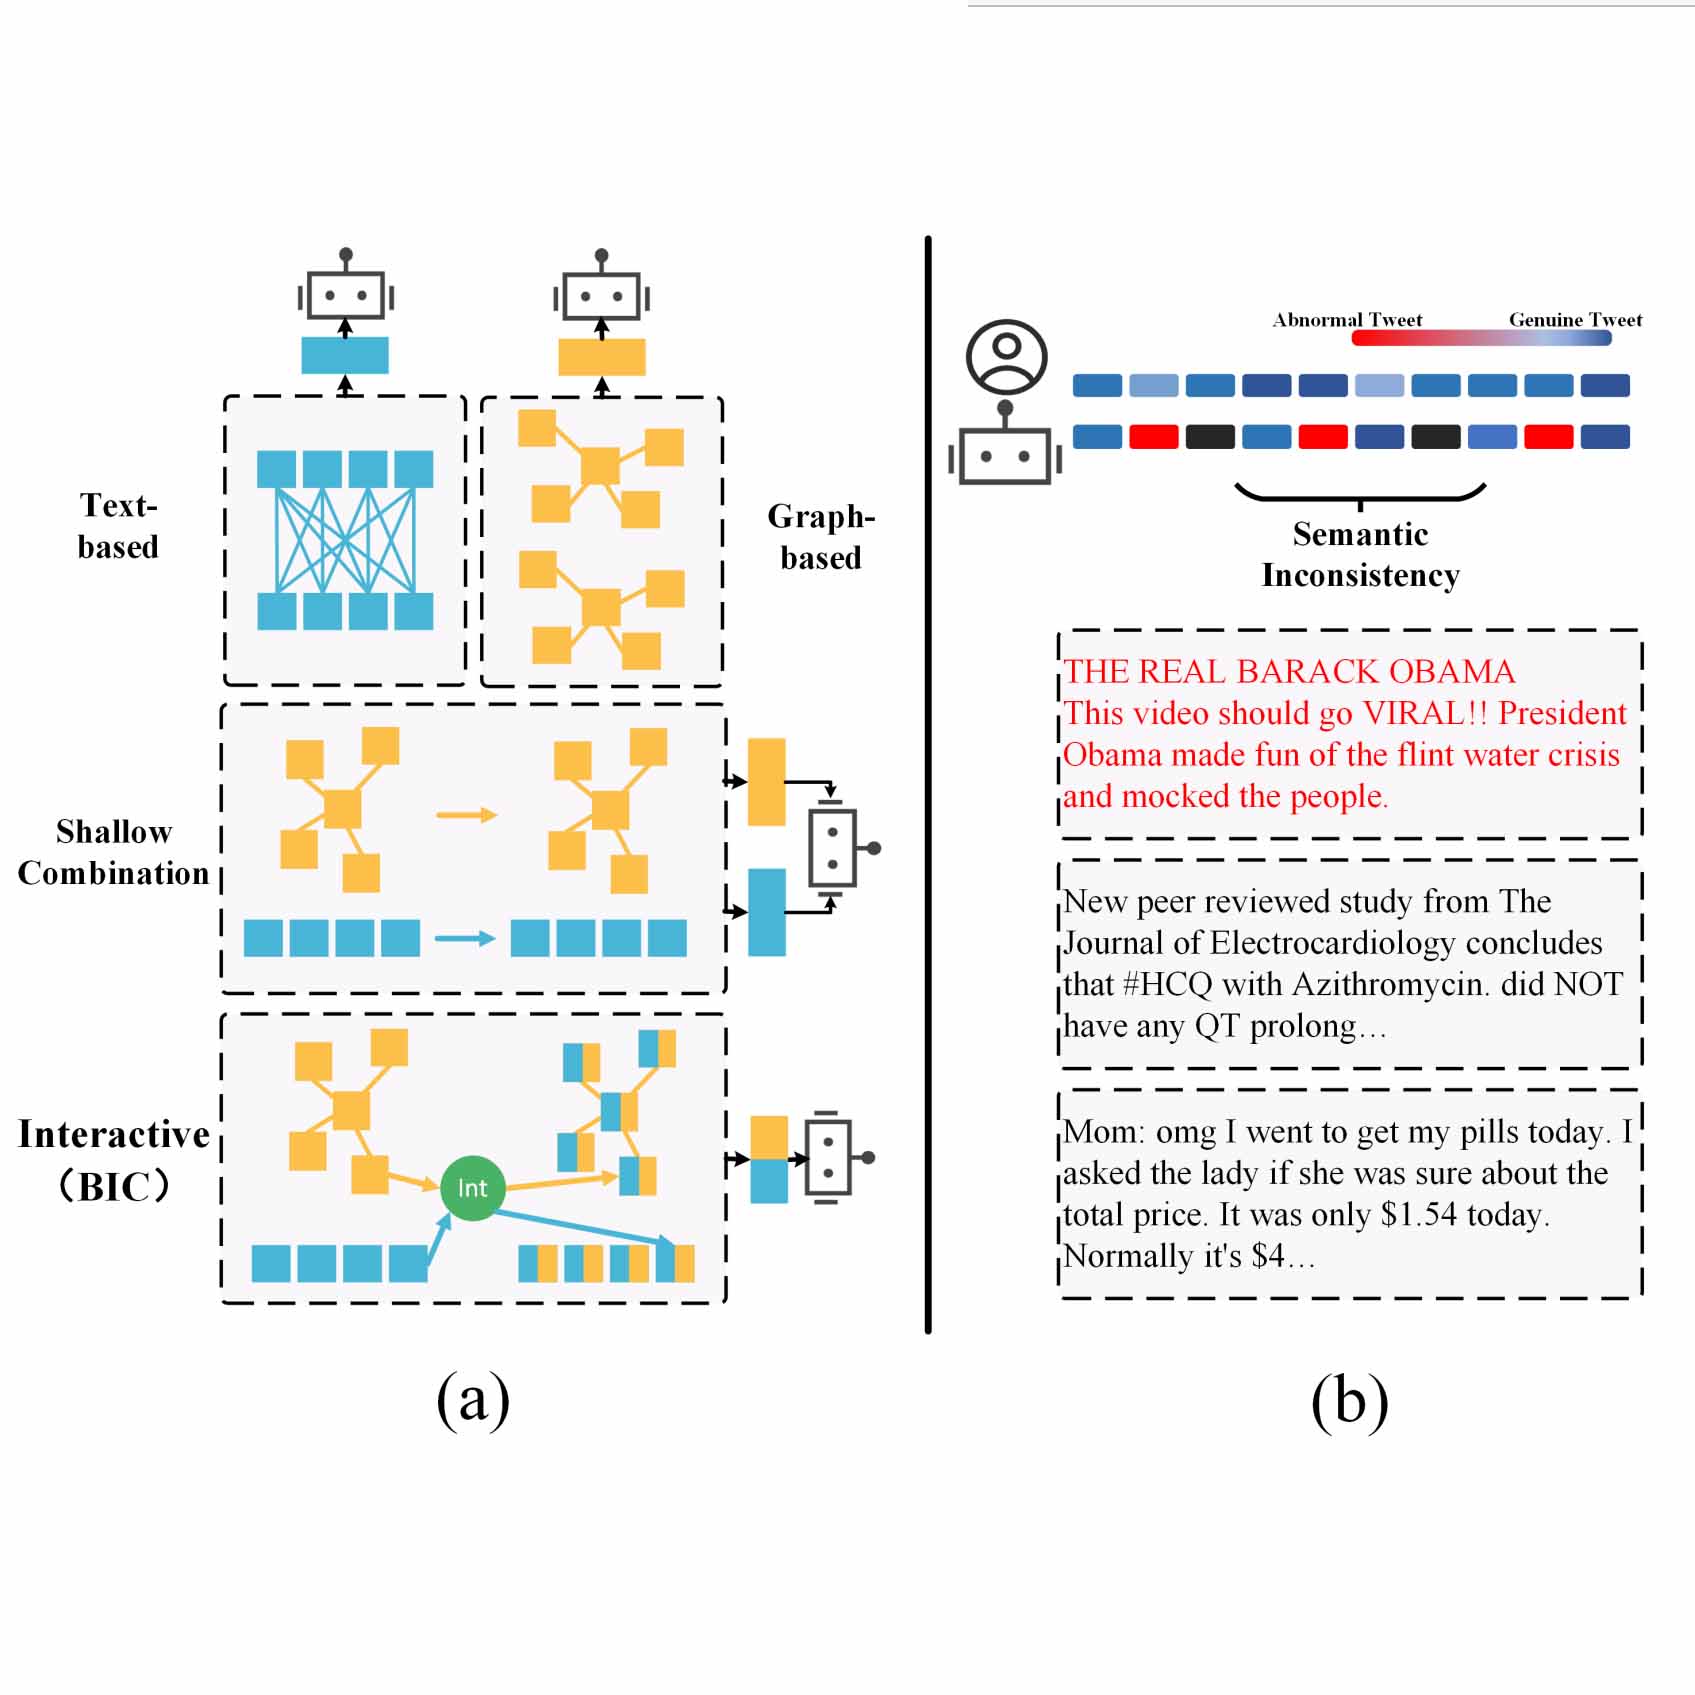 Text-
based
Graph-
based
Shallow
Combination
Interactive
（BIC）
Int
(a)
Abnormal Tweet
Genuine Tweet
Semantic
Inconsistency
THE REAL BARACK OBAMA
This video should go VIRAL!! President
Obama made fun of the flint water crisis
and mocked the people.
New peer reviewed study from The
Journal of Electrocardiology concludes
that #HCQ with Azithromycin. did NOT
have any QT prolong…
Mom: omg I went to get my pills today. I
asked the lady if she was sure about the
total price. It was only $1.54 today.
Normally it's $4…
(b)